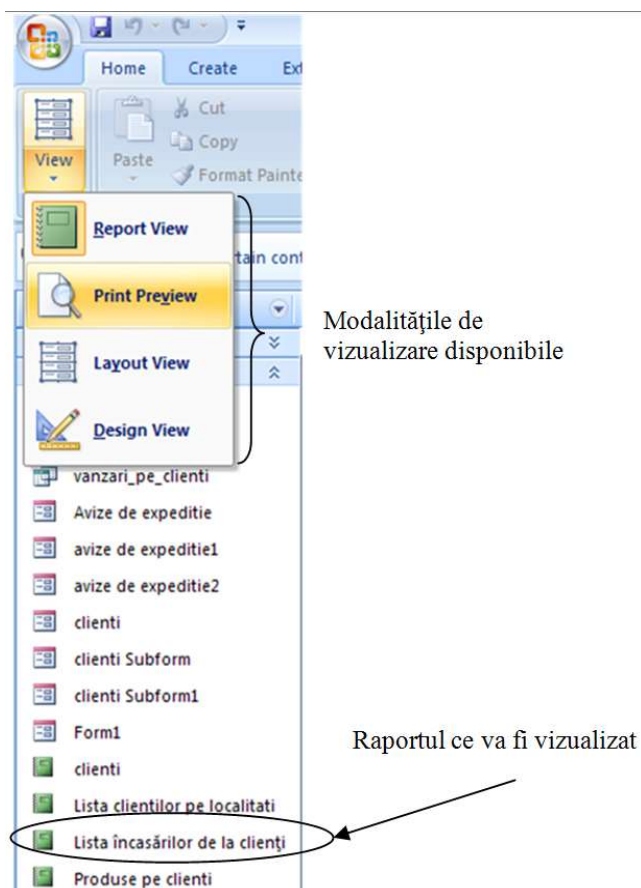 Home Create Ext
Cut
Copy
View Paste Format Painte
Report View
tain cont
Print Preview
Layout View
Design View
Modalităţile de
vizualizare disponibile
vanzari_pe_clienti
Avize de expeditie
avize de expeditie1
avize de expeditie2
clienti
clienti Subform
clienti Subform1
Form1
Raportul ce va fi vizualizat
clienti
Lista clientilor pe localitati
Lista încasărilor de la clienţi
Produse pe clienti